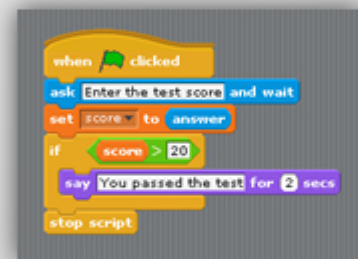 when clicked
ask Enter the test score and wait
set score to answer
if score > 20
say You passed the test for 2 secs
stop script